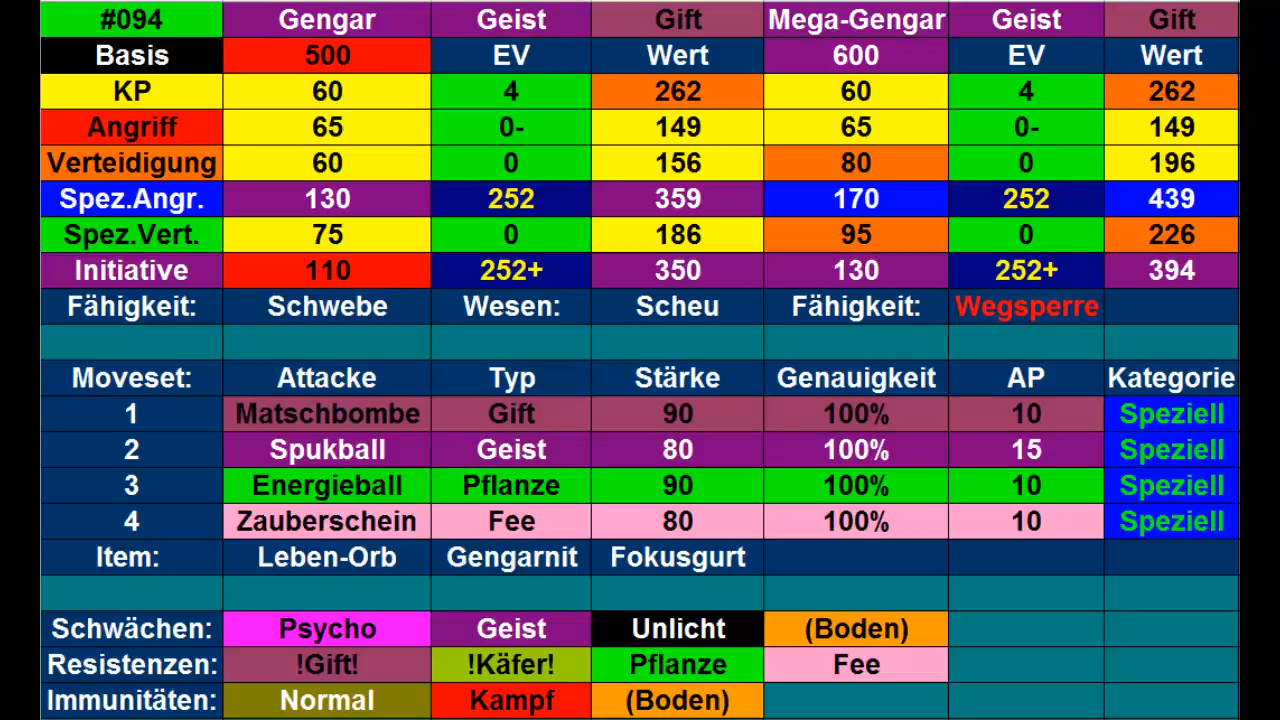 #094 Gengar Geist Gift Mega-Gengar Geist Gift
Basis 500 EV Wert 600 EV Wert
KP 60 4 262 60 4 262
Angriff 65 0- 149 65 0- 149
Verteidigung 60 0 156 80 0 196
Spez.Angr. 130 252 359 170 252 439
Spez.Vert. 75 0 186 95 0 226
Initiative 110 252+ 350 130 252+ 394
Fähigkeit: Schwebe Wesen: Scheu Fähigkeit: Wegsperre
Moveset: Attacke Typ Stärke Genauigkeit AP Kategorie
1 Matschbombe Gift 90 100% 10 Speziell
2 Spukball Geist 80 100% 15 Speziell
3 Energieball Pflanze 90 100% 10 Speziell
4 Zauberschein Fee 80 100% 10 Speziell
Item: Leben-Orb Gengarnit Fokusgurt
Schwächen: Psycho Geist Unlicht (Boden)
Resistenzen: !Gift! !Käfer! Pflanze Fee
Immunitäten: Normal Kampf (Boden)